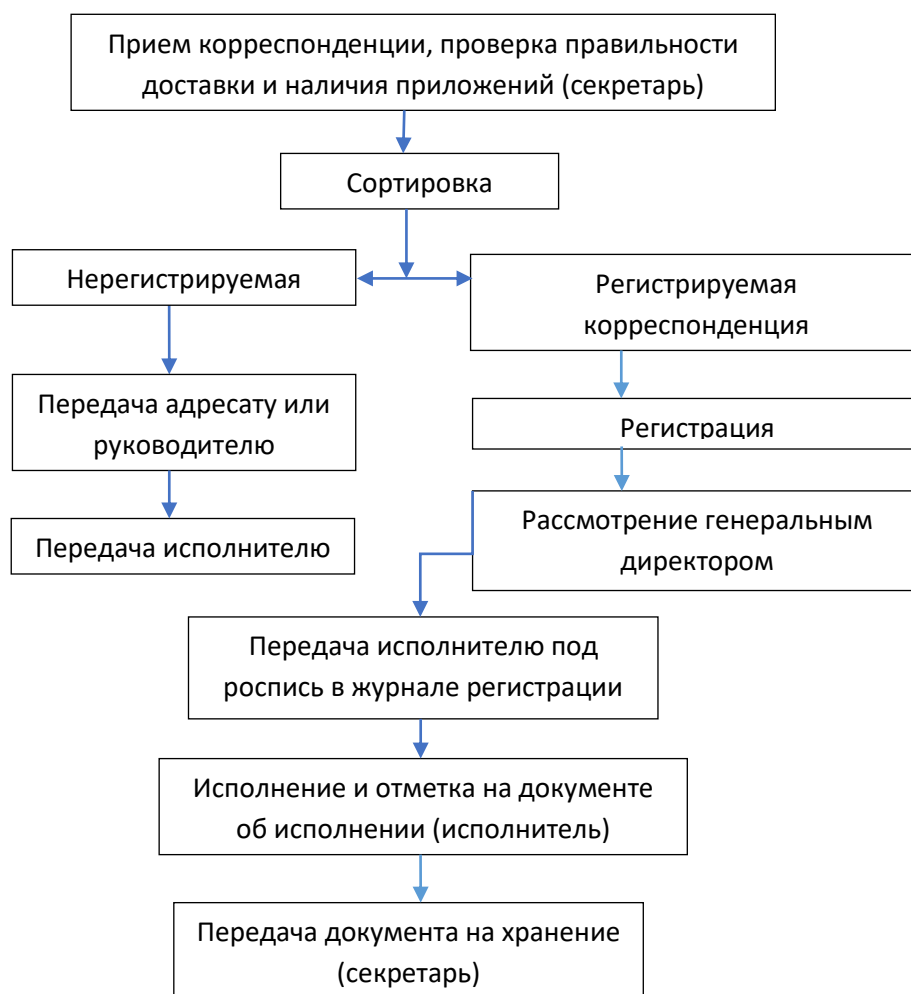 Прием корреспонденции, проверка правильности
доставки и наличия приложений (секретарь)
Сортировка
Нерегистрируемая
Регистрируемая
корреспонденция
Передача адресату или
руководителю
Регистрация
Передача исполнителю
Рассмотрение генеральным
директором
Передача исполнителю под
роспись в журнале регистрации
Исполнение и отметка на документе
об исполнении (исполнитель)
Передача документа на хранение
(секретарь)